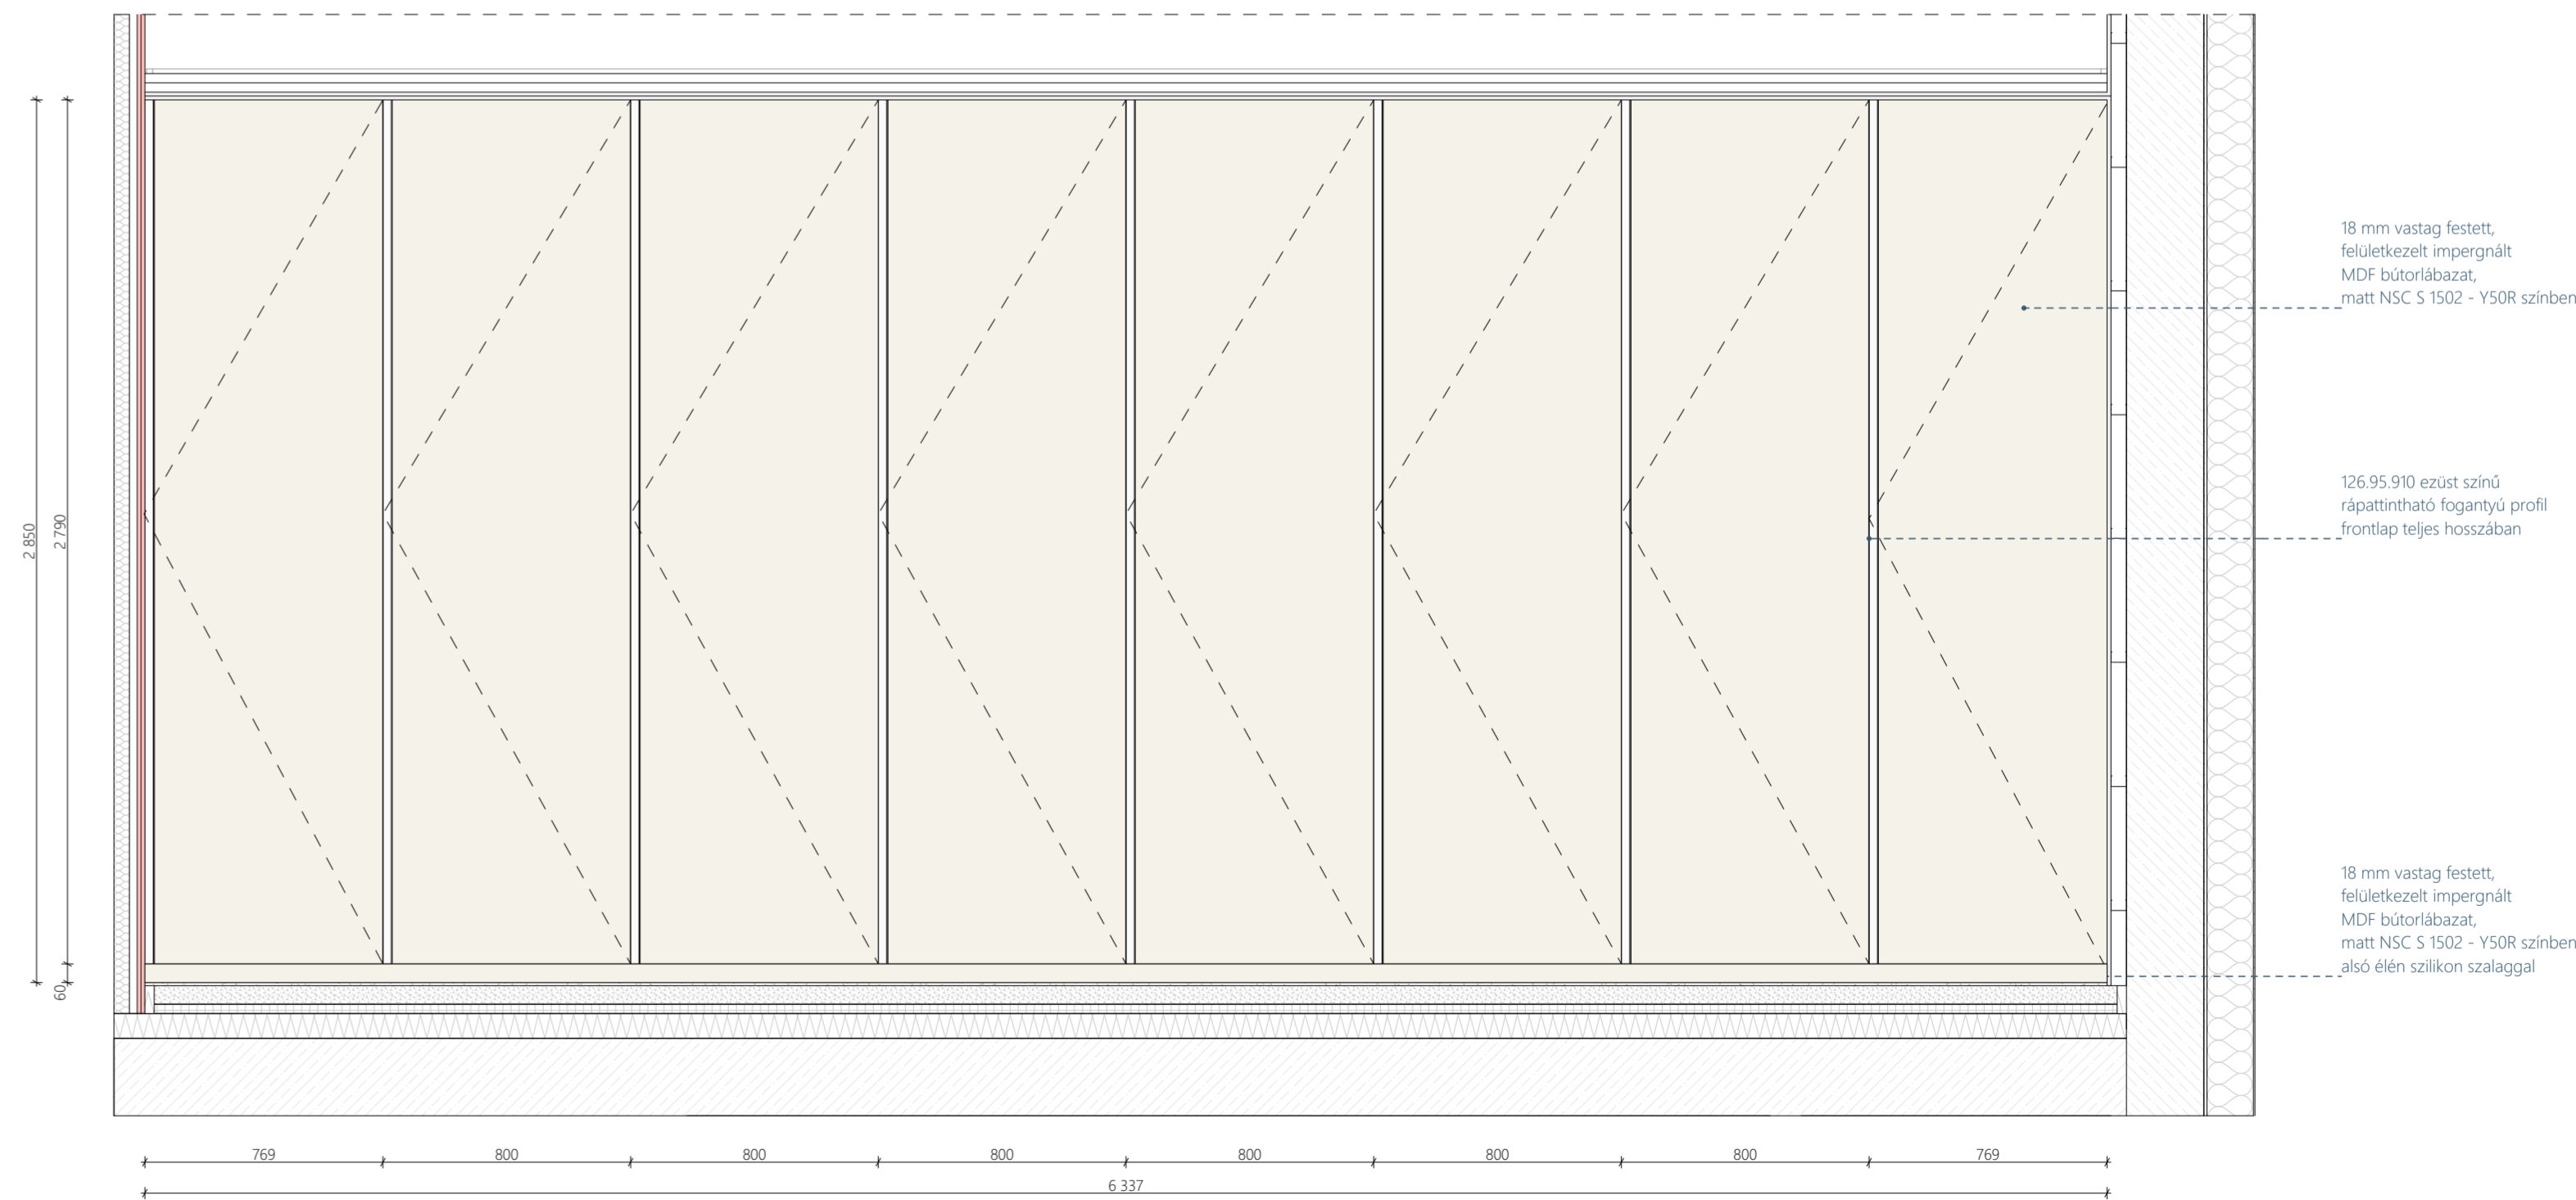 18 mm vastag festett,
felületkezelt impergnált
MDF bútorlábazat,
matt NSC S 1502 - Y50R színben
126.95.910 ezüst színű
rápattintható fogantyú profil
frontlap teljes hosszában
18 mm vastag festett,
felületkezelt impergnált
MDF bútorlábazat,
matt NSC S 1502 - Y50R színben
alsó élén szilikon szalaggal
2 850
2 790
60
769
800
800
800
800
800
800
769
6 337